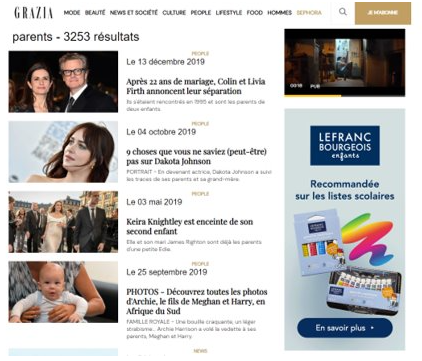 GRAZIA MODE BEAUTÉ NEWS ET SOCIÉTÉ CULTURE PEOPLE LIFESTYLE FOOD HOMMES SEPHORA JE M'ABONNE
parents - 3253 résultats
PEOPLE
Le 13 décembre 2019
Après 22 ans de mariage, Colin et Livia
Firth annoncent leur séparation
Ils s'étaient rencontrés en 1995 et sont les parents de
deux enfants.
PEOPLE
Le 04 octobre 2019
9 choses que vous ne saviez (peut-être)
pas sur Dakota Johnson
PORTRAIT - En devenant actrice, Dakota Johnson a suivi
les traces de ses parents et sa grand-mère.
PEOPLE
Le 03 mai 2019
Keira Knightley est enceinte de son
second enfant
Elle et son mari James Righton sont déjà les parents
d'une petite Edie.
PEOPLE
Le 25 septembre 2019
PHOTOS - Découvrez toutes les photos
d'Archie, le fils de Meghan et Harry, en
Afrique du Sud
FAMILLE ROYALE - Une bouille craquante, un léger
strabisme. Archie Harrison a volé la vedette à ses
parents, Meghan et Harry.
NEWS
00:18 PUB
LEFRANC
BOURGEOIS
enfants
Recommandée
sur les listes scolaires
En savoir plus